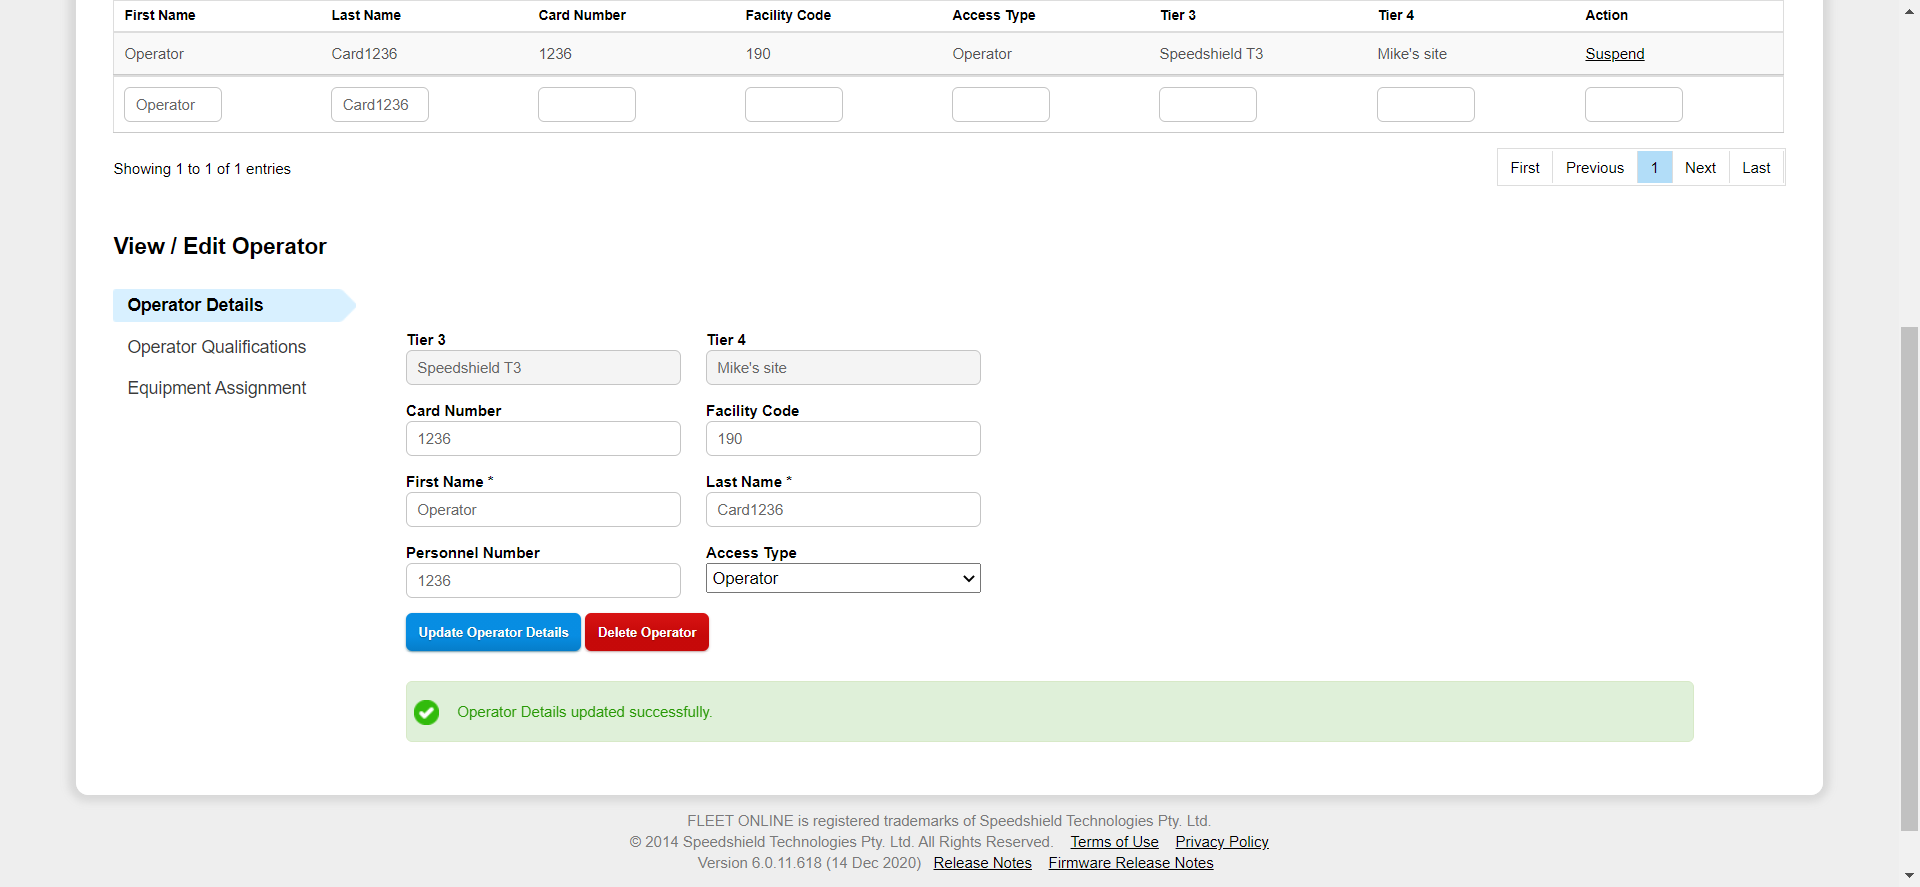 First Name Last Name Card Number Facility Code Access Type Tier 3 Tier 4 Action
Operator Card1236 1236 190 Operator Speedshield T3 Mike's site Suspend
Operator Card1236
Showing 1 to 1 of 1 entries
First Previous 1 Next Last
View / Edit Operator
Operator Details
Operator Qualifications
Equipment Assignment
Tier 3 Tier 4
Speedshield T3 Mike's site
Card Number Facility Code
1236 190
First Name * Last Name *
Operator Card1236
Personnel Number Access Type
1236 Operator
Update Operator Details Delete Operator
Operator Details updated successfully.
FLEET ONLINE is registered trademarks of Speedshield Technologies Pty. Ltd.
© 2014 Speedshield Technologies Pty. Ltd. All Rights Reserved. Terms of Use Privacy Policy
Version 6.0.11.618 (14 Dec 2020) Release Notes Firmware Release Notes